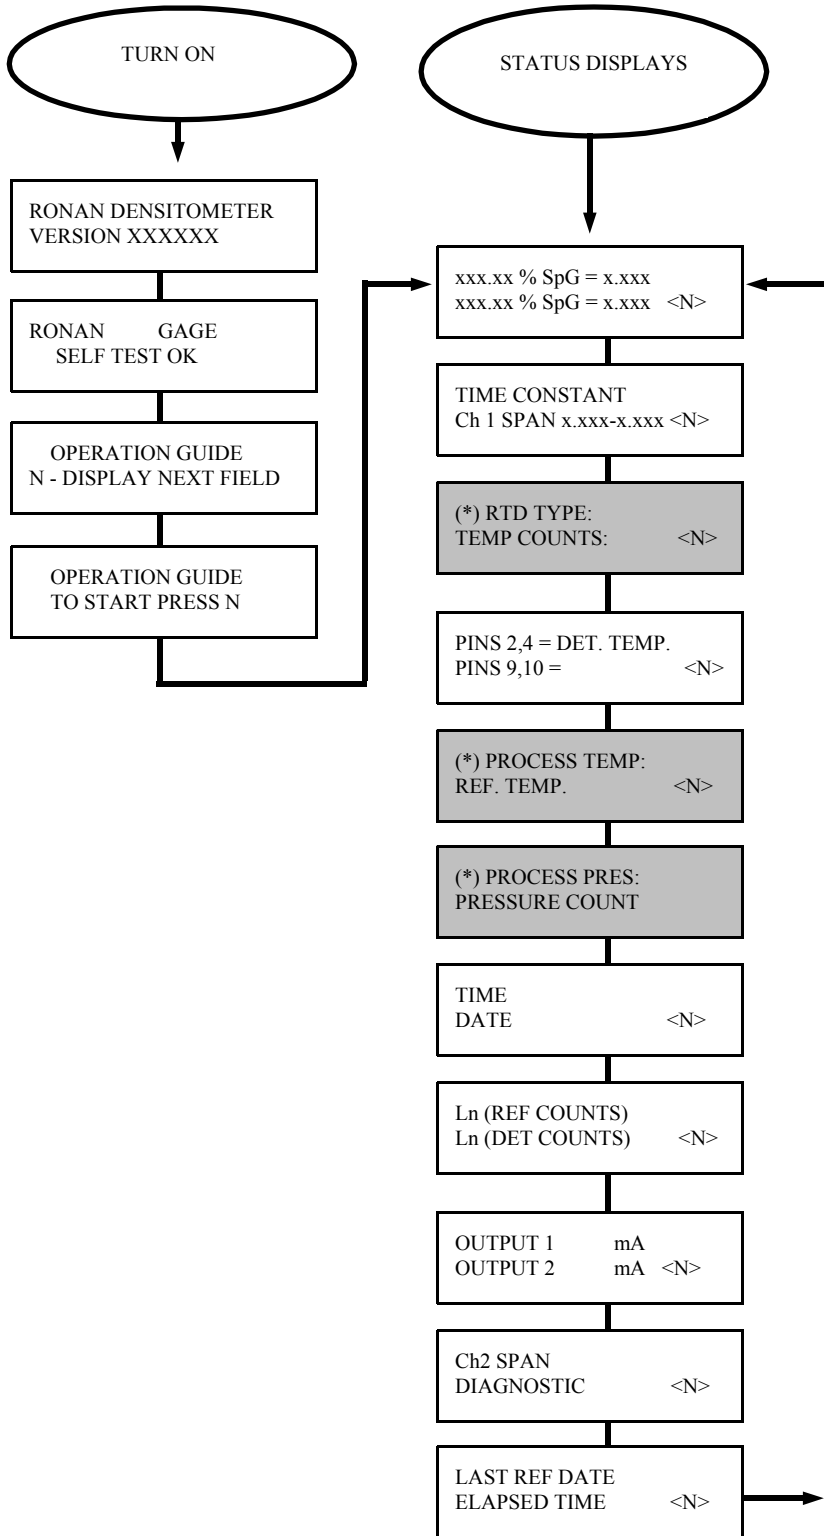 TURN ON
RONAN DENSITOMETER
VERSION XXXXXX
RONAN GAGE
SELF TEST OK
OPERATION GUIDE
N - DISPLAY NEXT FIELD
OPERATION GUIDE
TO START PRESS N
STATUS DISPLAYS
xxx.xx % SpG = x.xxx
xxx.xx % SpG = x.xxx <N>
TIME CONSTANT
Ch 1 SPAN x.xxx-x.xxx <N>
(*) RTD TYPE:
TEMP COUNTS: <N>
PINS 2,4 = DET. TEMP.
PINS 9,10 = <N>
(*) PROCESS TEMP:
REF. TEMP. <N>
(*) PROCESS PRES:
PRESSURE COUNT
TIME
DATE <N>
Ln (REF COUNTS)
Ln (DET COUNTS) <N>
OUTPUT 1 mA
OUTPUT 2 mA <N>
Ch2 SPAN
DIAGNOSTIC <N>
LAST REF DATE
ELAPSED TIME <N>